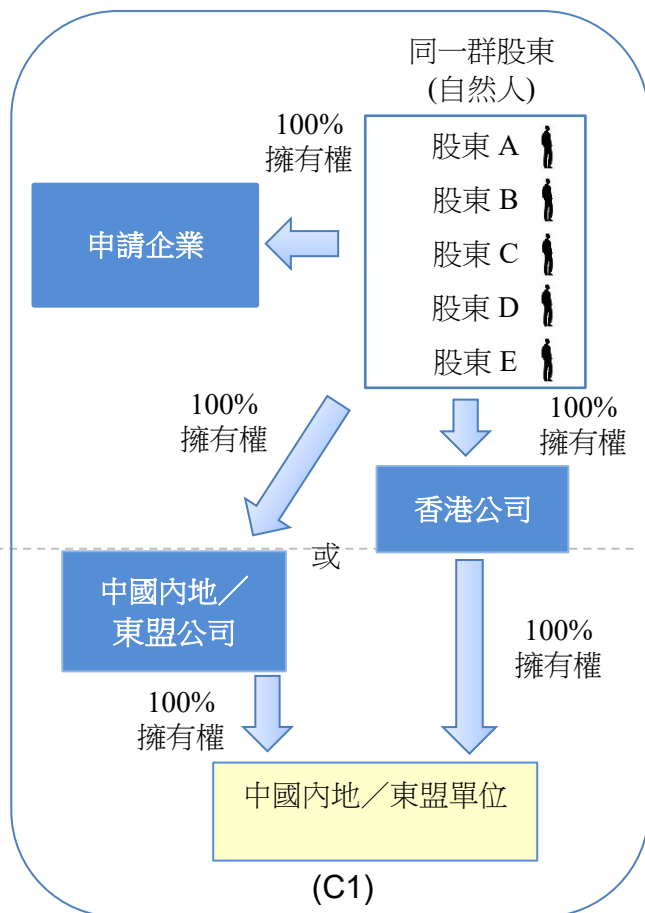 同一群股東
(自然人)
100%
擁有權
股東 A
股東 B
股東 C
股東 D
股東 E
申請企業
100%
擁有權
100%
擁有權
香港公司
或
中國內地／
東盟公司
100%
擁有權
100%
擁有權
中國內地／東盟單位
(C1)